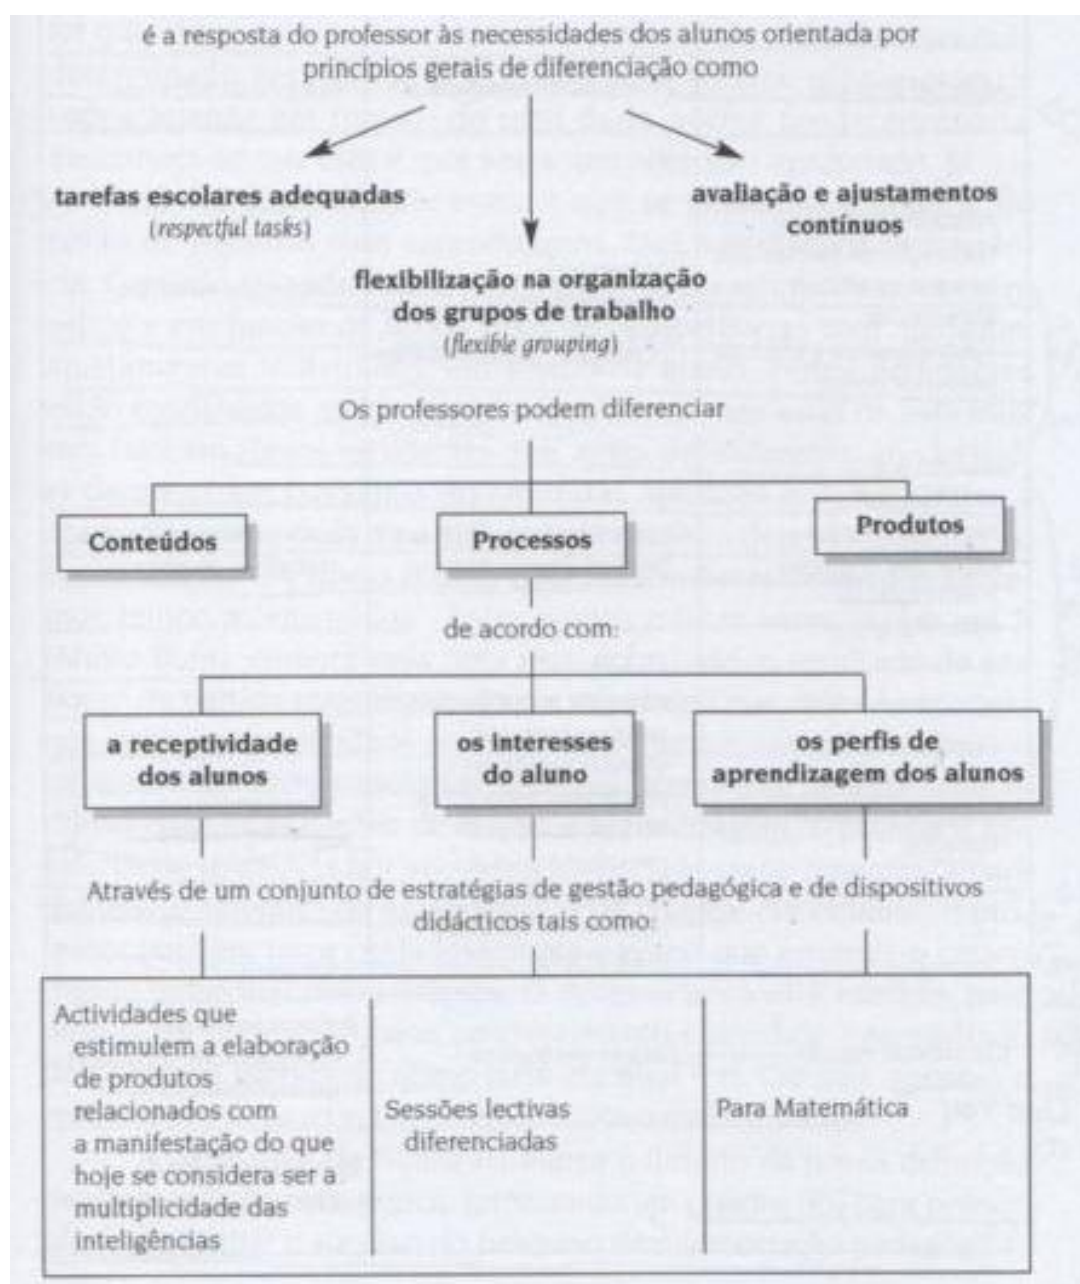 é a resposta do professor às necessidades dos alunos orientada por
princípios gerais de diferenciação como
tarefas escolares adequadas
(respectful tasks)
avaliação e ajustamentos
contínuos
flexibilização na organização
dos grupos de trabalho
(flexible grouping)
Os professores podem diferenciar
Conteúdos
Processos
Produtos
de acordo com:
a receptividade
dos alunos
os interesses
do aluno
os perfis de
aprendizagem dos alunos
Através de um conjunto de estratégias de gestão pedagógica e de dispositivos
didácticos tais como:
Actividades que
estimulem a elaboração
de produtos
relacionados com
a manifestação do que
hoje se considera ser a
multiplicidade das
inteligências
Sessões lectivas
diferenciadas
Para Matemática